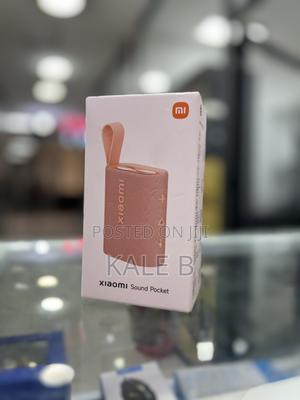 mi
xiaomi
POSTED ON JIJI
KALE B
xiaomi Sound Pocket